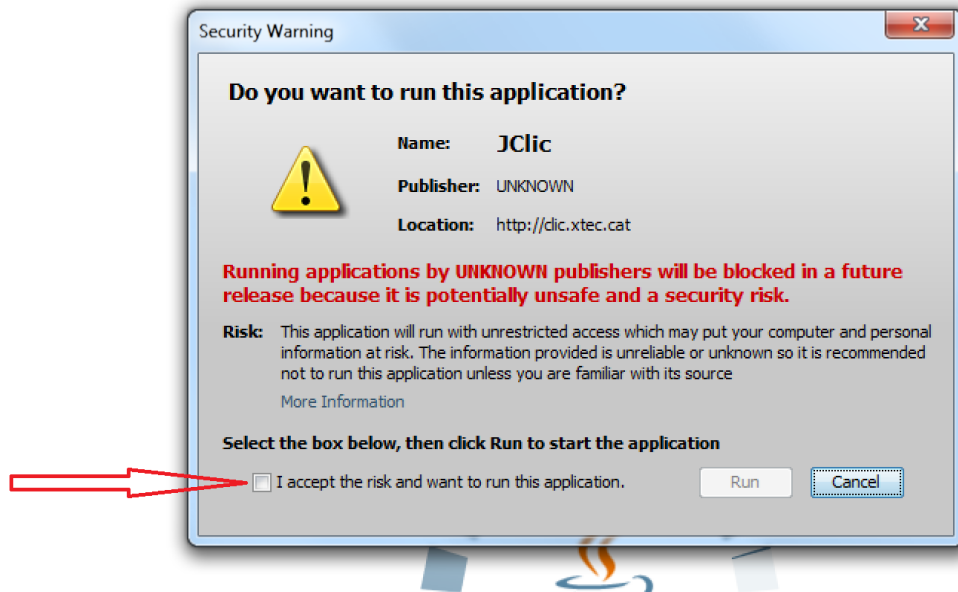 Security Warning
Do you want to run this application?
Name: JClic
Publisher: UNKNOWN
Location: http://clic.xtec.cat
Running applications by UNKNOWN publishers will be blocked in a future
release because it is potentially unsafe and a security risk.
Risk: This application will run with unrestricted access which may put your computer and personal
information at risk. The information provided is unreliable or unknown so it is recommended
not to run this application unless you are familiar with its source
More Information
Select the box below, then click Run to start the application
I accept the risk and want to run this application. Run Cancel